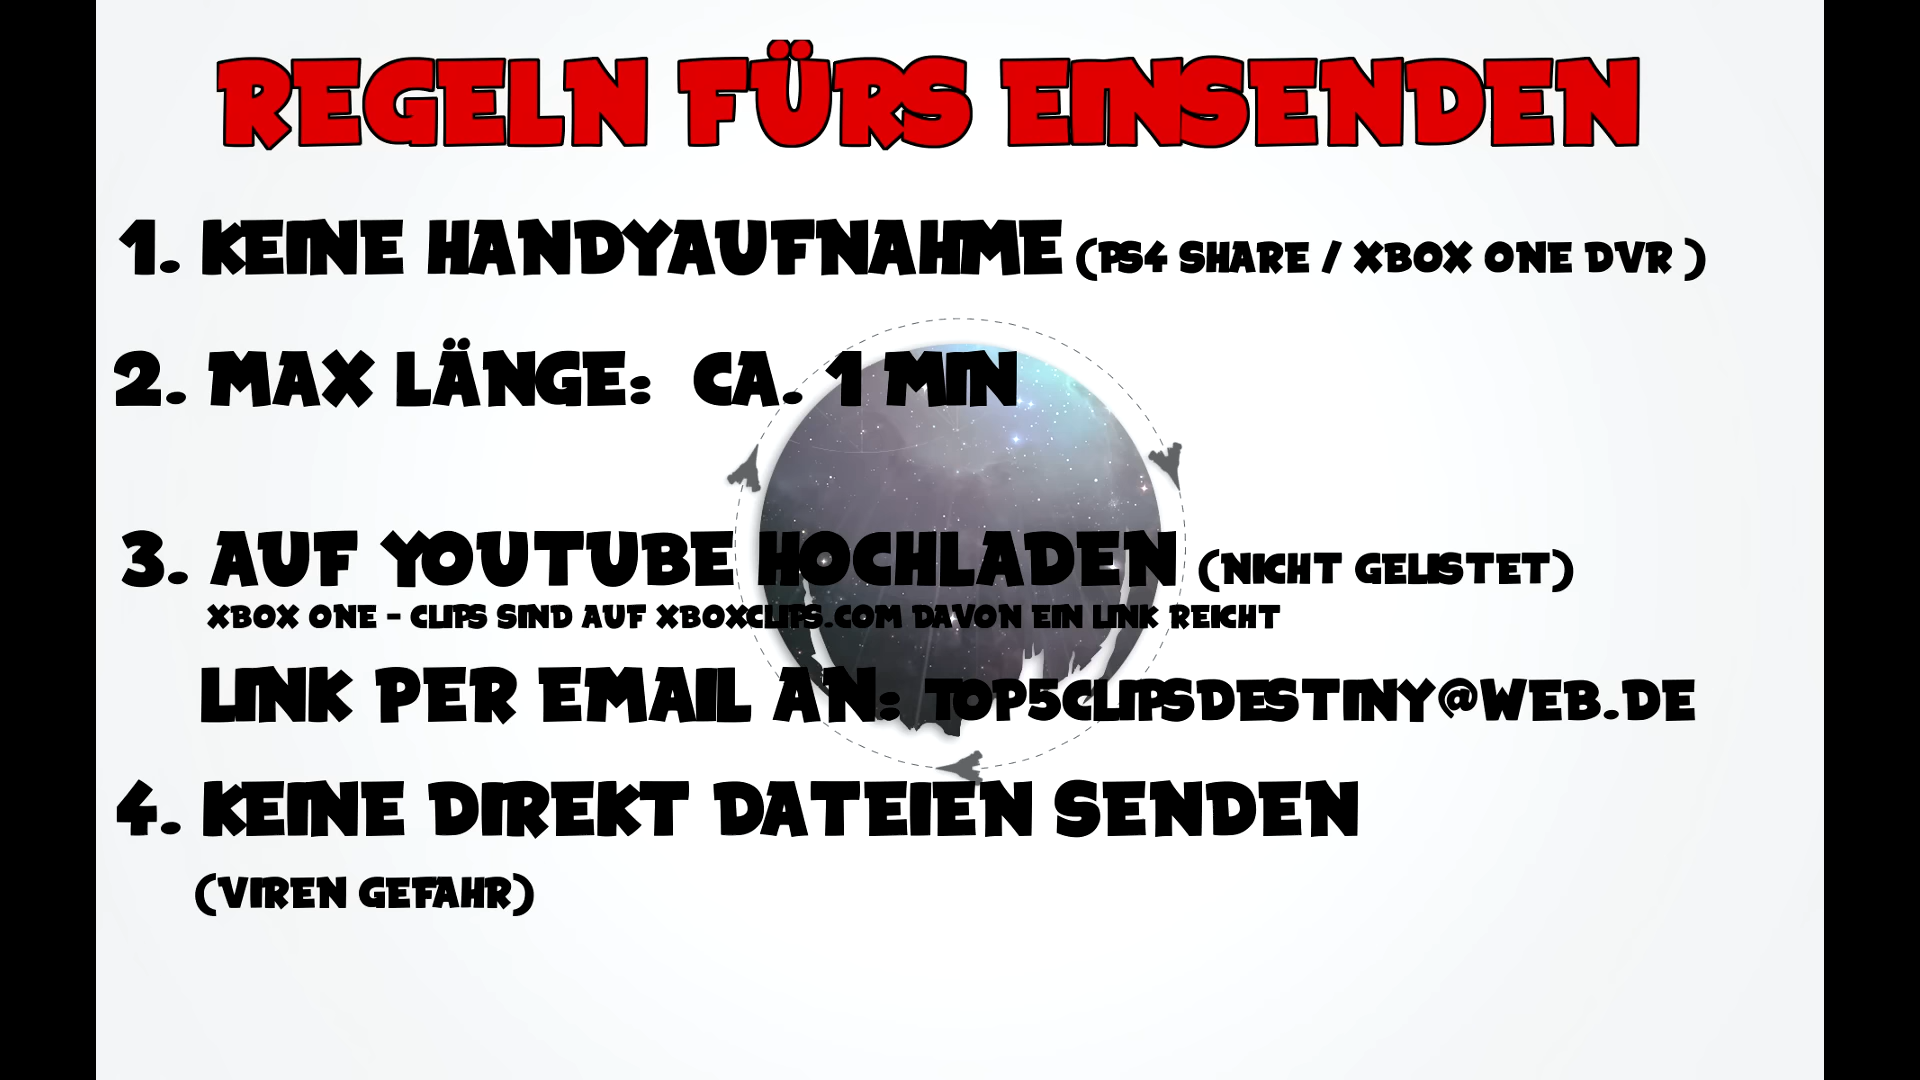 REGELN FÜRS EINSENDEN
1. KEINE HANDYAUFNAHME (PS4 SHARE / XBOX ONE DVR )
2. MAX LÄNGE: CA. 1 MIN
3. AUF YOUTUBE HOCHLADEN (NICHT GELISTET)
XBOX ONE - CLIPS SIND AUF XBOXCLIPS.COM DAVON EIN LINK REICHT
LINK PER EMAIL AN: TOP5CLIPSDESTINY@WEB.DE
4. KEINE DIREKT DATEIEN SENDEN
(VIREN GEFAHR)